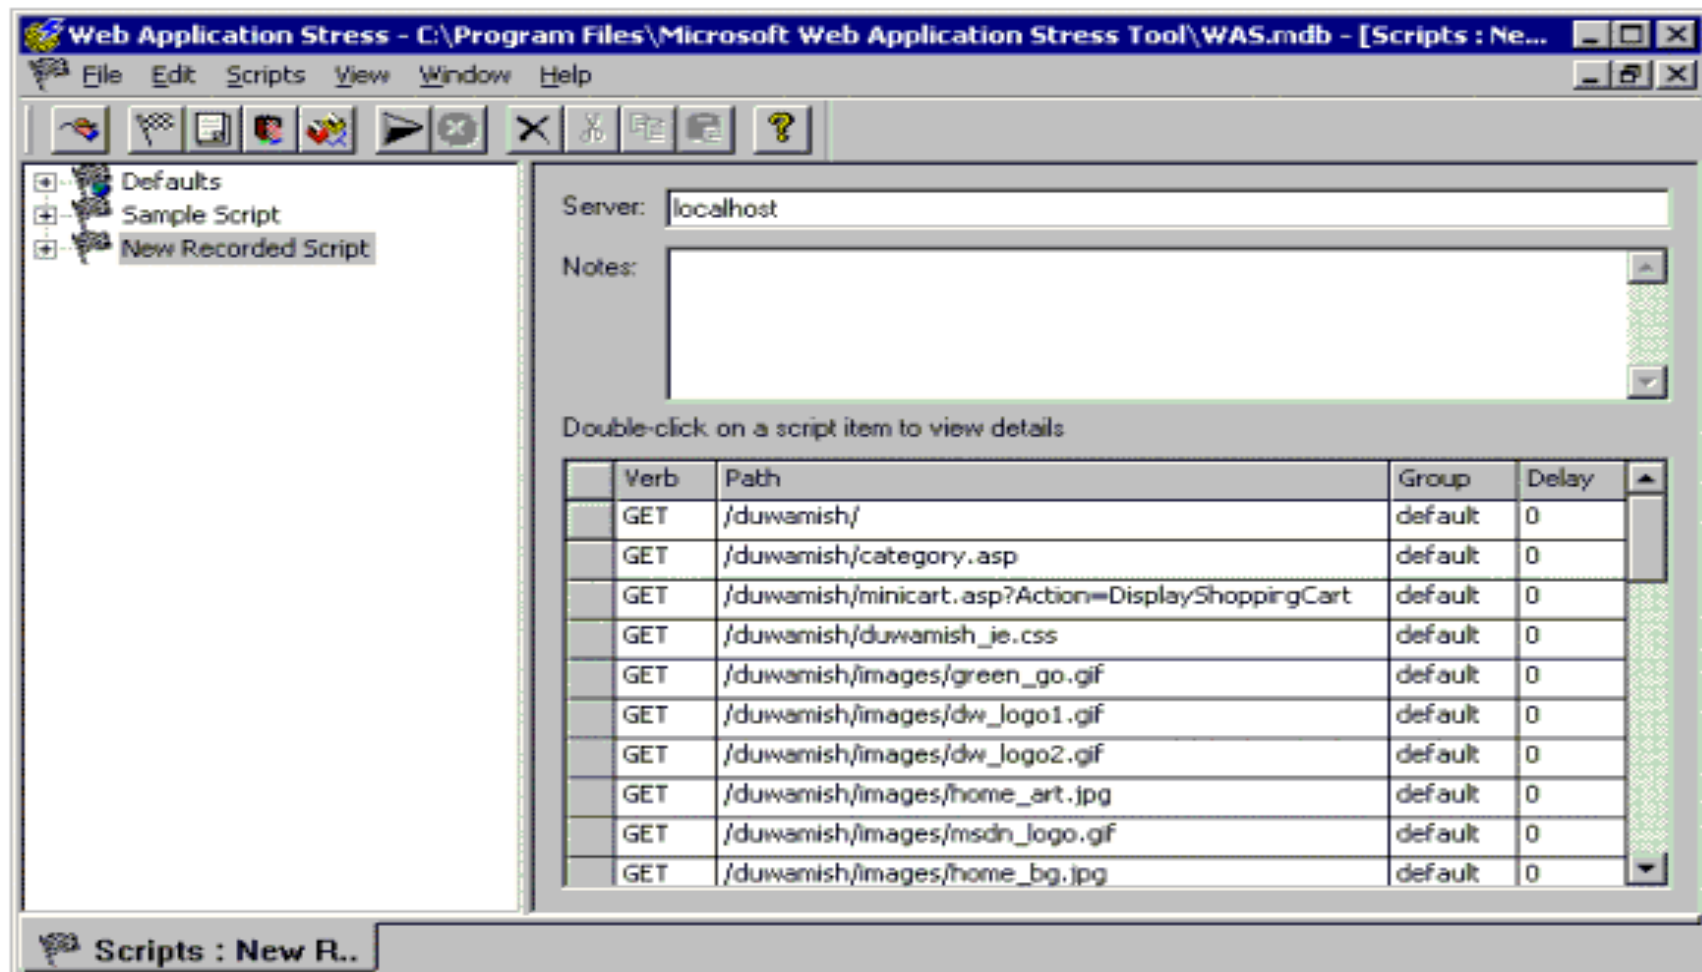 Web Application Stress - C:\Program Files\Microsoft Web Application Stress Tool\WAS.mdb - [Scripts : Ne...
File Edit Scripts View Window Help
Defaults
Sample Script
New Recorded Script
Server: localhost
Notes:
Double-click on a script item to view details
Verb Path Group Delay
GET /duwamish/ default 0
GET /duwamish/category.asp default 0
GET /duwamish/minicart.asp?Action=DisplayShoppingCart default 0
GET /duwamish/duwamish_ie.css default 0
GET /duwamish/images/green_go.gif default 0
GET /duwamish/images/dw_logo1.gif default 0
GET /duwamish/images/dw_logo2.gif default 0
GET /duwamish/images/home_art.jpg default 0
GET /duwamish/images/msdn_logo.gif default 0
GET /duwamish/images/home_bg.jpg default 0
Scripts : New R..